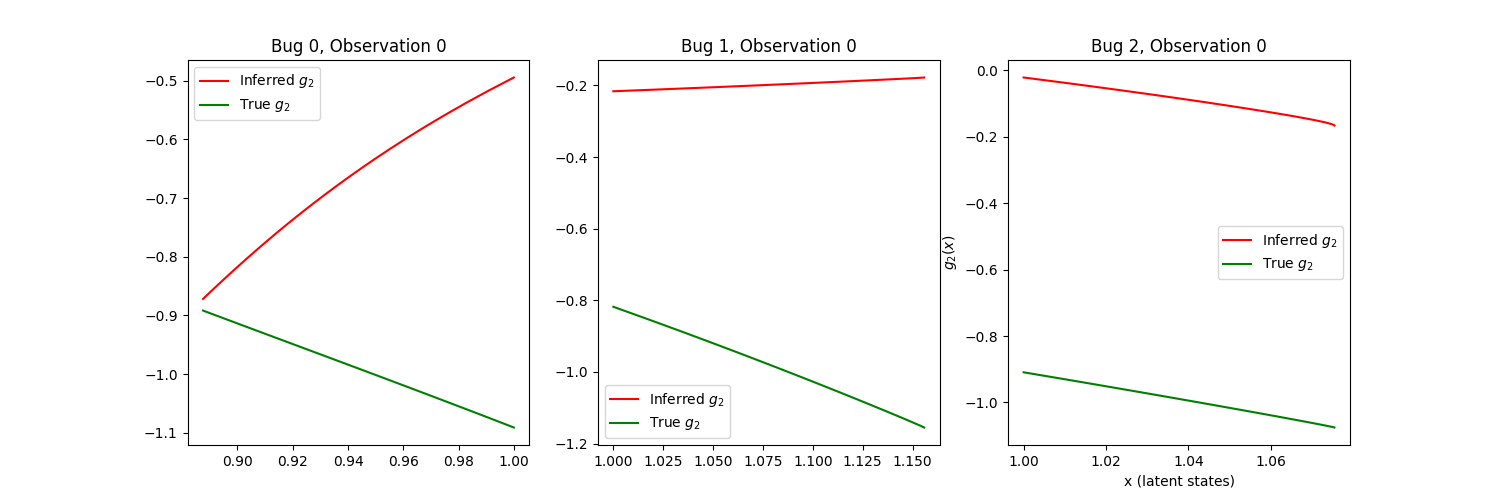 Bug 0, Observation 0
Inferred g₂
True g₂
−0.5
−0.6
−0.7
−0.8
−0.9
−1.0
−1.1
0.90 0.92 0.94 0.96 0.98 1.00
Bug 1, Observation 0
−0.2
−0.4
−0.6
−0.8
−1.0
−1.2
Inferred g₂
True g₂
1.000 1.025 1.050 1.075 1.100 1.125 1.150
Bug 2, Observation 0
g₂(x)
0.0
−0.2
−0.4
−0.6
−0.8
−1.0
Inferred g₂
True g₂
1.00 1.02 1.04 1.06
x (latent states)